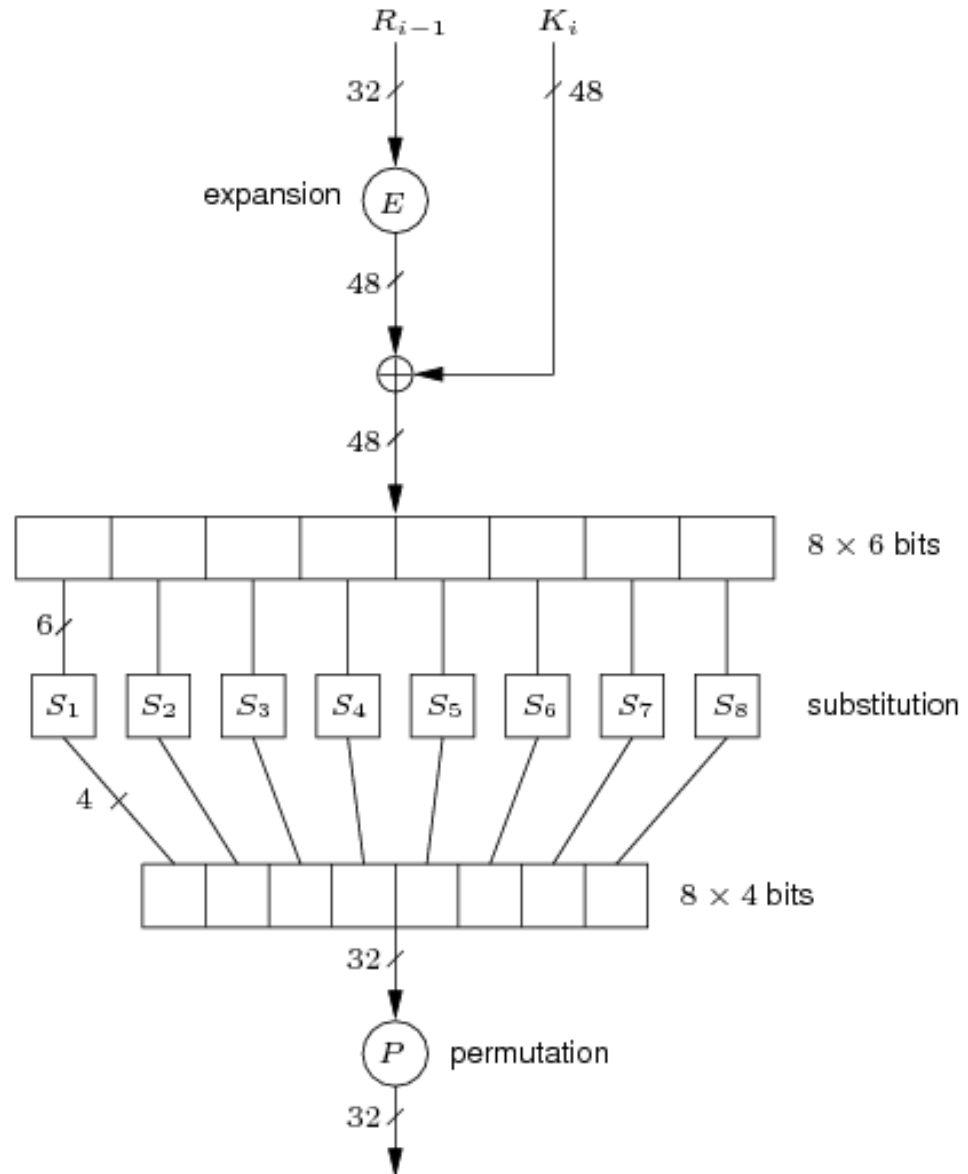 R_{i−1} K_i
32 48
expansion E
48
48
8 × 6 bits
6
S_1 S_2 S_3 S_4 S_5 S_6 S_7 S_8 substitution
4
8 × 4 bits
32
P permutation
32